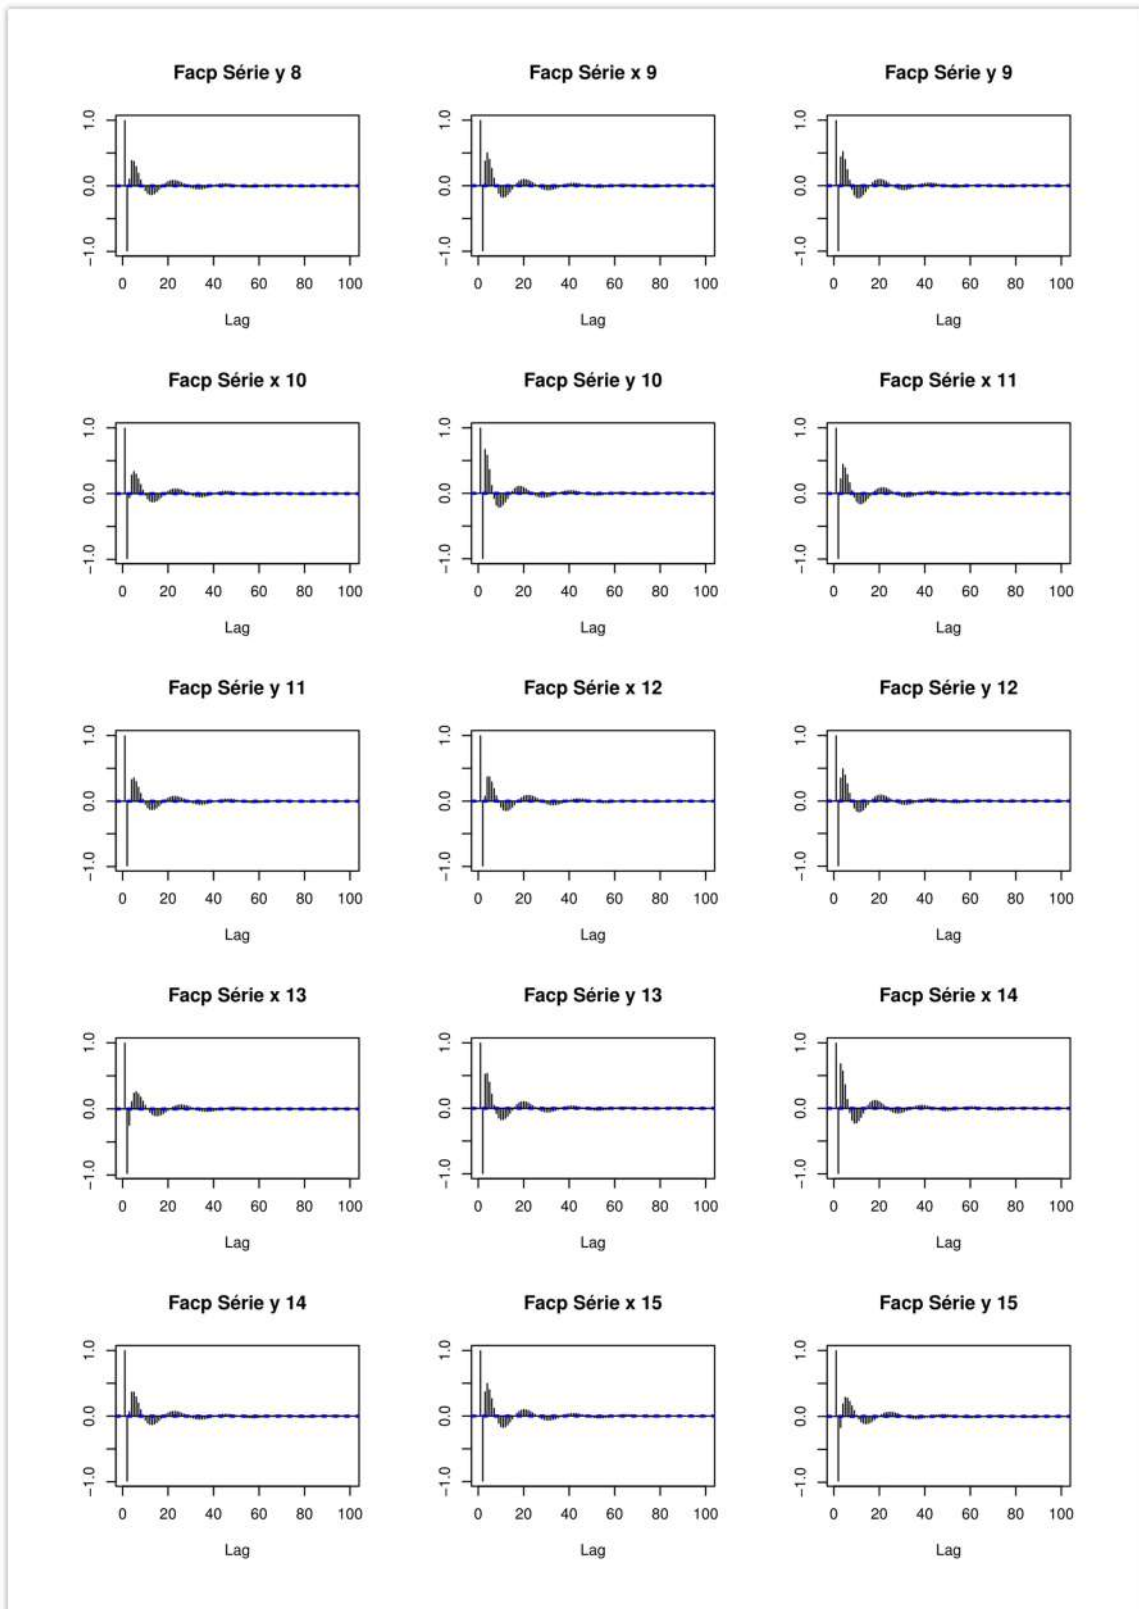 Facp Série y 8 Facp Série x 9 Facp Série y 9
1.0 1.0 1.0
0.0 0.0 0.0
−1.0 −1.0 −1.0
0 20 40 60 80 100 0 20 40 60 80 100 0 20 40 60 80 100
Lag Lag Lag
Facp Série x 10 Facp Série y 10 Facp Série x 11
1.0 1.0 1.0
0.0 0.0 0.0
−1.0 −1.0 −1.0
0 20 40 60 80 100 0 20 40 60 80 100 0 20 40 60 80 100
Lag Lag Lag
Facp Série y 11 Facp Série x 12 Facp Série y 12
1.0 1.0 1.0
0.0 0.0 0.0
−1.0 −1.0 −1.0
0 20 40 60 80 100 0 20 40 60 80 100 0 20 40 60 80 100
Lag Lag Lag
Facp Série x 13 Facp Série y 13 Facp Série x 14
1.0 1.0 1.0
0.0 0.0 0.0
−1.0 −1.0 −1.0
0 20 40 60 80 100 0 20 40 60 80 100 0 20 40 60 80 100
Lag Lag Lag
Facp Série y 14 Facp Série x 15 Facp Série y 15
1.0 1.0 1.0
0.0 0.0 0.0
−1.0 −1.0 −1.0
0 20 40 60 80 100 0 20 40 60 80 100 0 20 40 60 80 100
Lag Lag Lag